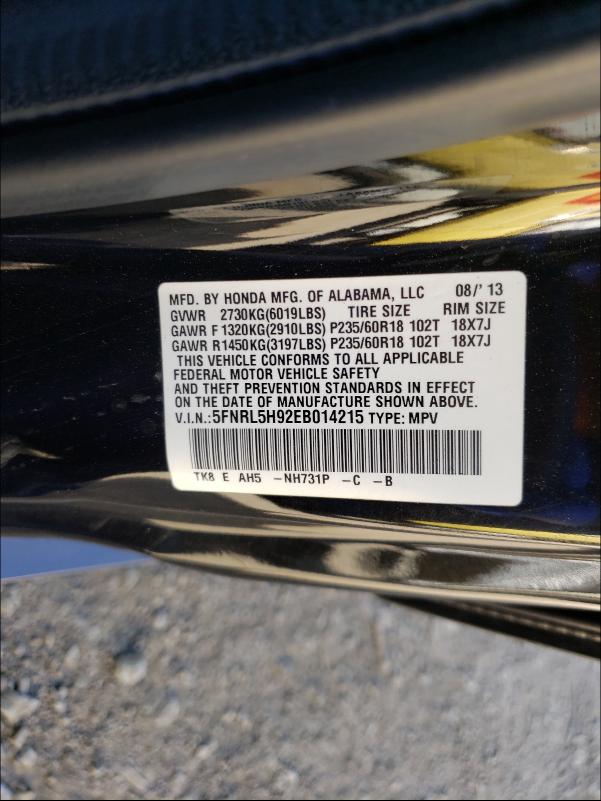 MFD. BY HONDA MFG. OF ALABAMA, LLC 08/' 13
GVWR 2730KG(6019LBS) TIRE SIZE RIM SIZE
GAWR F 1320KG(2910LBS) P235/60R18 102T 18X7J
GAWR R1450KG(3197LBS) P235/60R18 102T 18X7J
THIS VEHICLE CONFORMS TO ALL APPLICABLE
FEDERAL MOTOR VEHICLE SAFETY
AND THEFT PREVENTION STANDARDS IN EFFECT
ON THE DATE OF MANUFACTURE SHOWN ABOVE.
V.I.N.:5FNRL5H92EB014215 TYPE: MPV
TK8 E AH5 -NH731P -C -B